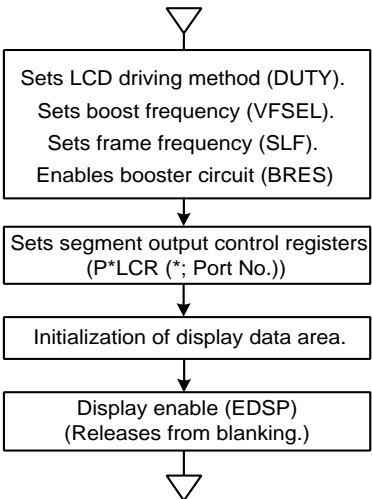 Sets LCD driving method (DUTY).
Sets boost frequency (VFSEL).
Sets frame frequency (SLF).
Enables booster circuit (BRES)
Sets segment output control registers
(P*LCR (*; Port No.))
Initialization of display data area.
Display enable (EDSP)
(Releases from blanking.)